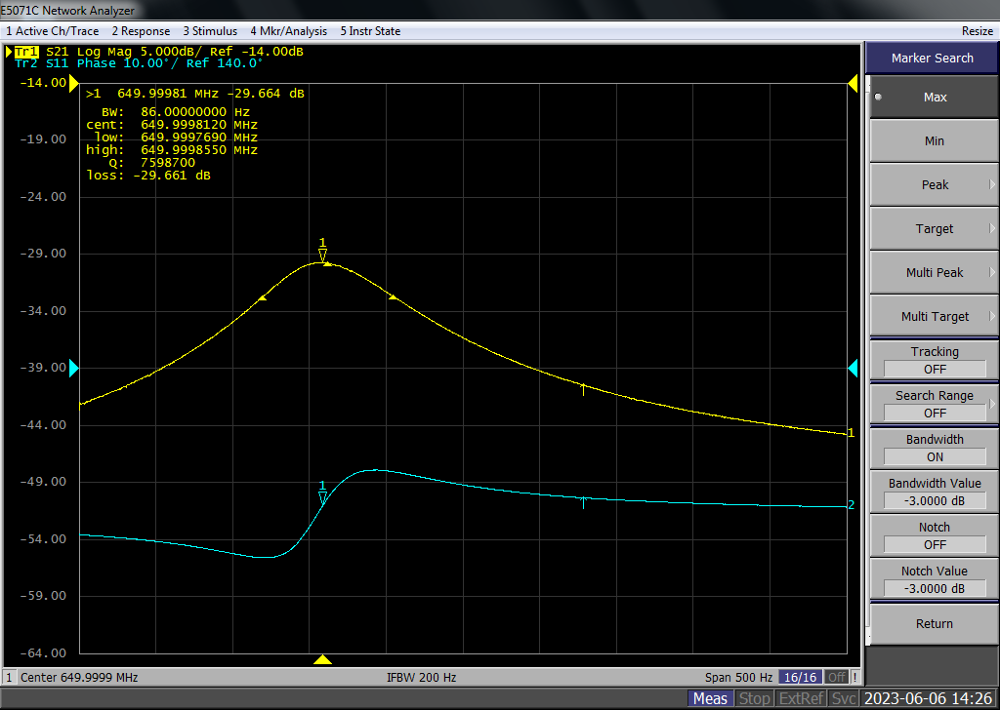 E5071C Network Analyzer
1 Active Ch/Trace 2 Response 3 Stimulus 4 Mkr/Analysis 5 Instr State Resize
Tr1 S21 Log Mag 5.000dB/ Ref -14.00dB
Tr2 S11 Phase 10.00°/ Ref 140.0°
-14.00
>1 649.99981 MHz -29.664 dB
BW: 86.00000000 Hz
cent: 649.9998120 MHz
low: 649.9997690 MHz
high: 649.9998550 MHz
Q: 7598700
loss: -29.661 dB
-19.00
-24.00
-29.00
-34.00
-39.00
-44.00
-49.00
-54.00
-59.00
-64.00
1
1
1
2
Marker Search
Max
Min
Peak
Target
Multi Peak
Multi Target
Tracking
OFF
Search Range
OFF
Bandwidth
ON
Bandwidth Value
-3.0000 dB
Notch
OFF
Notch Value
-3.0000 dB
Return
1 Center 649.9999 MHz IFBW 200 Hz Span 500 Hz 16/16 Off !
Meas Stop ExtRef Svc 2023-06-06 14:26